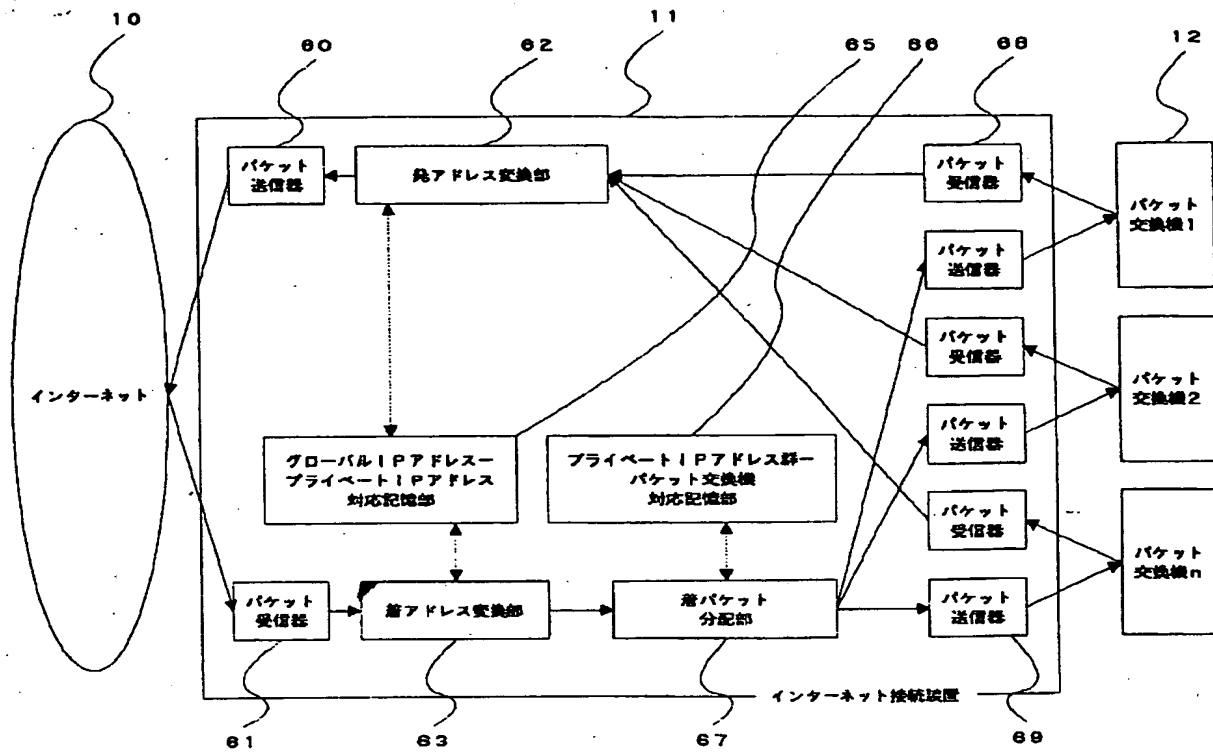 10
11
60
62
65
66
68
12
パケット
送信器
発アドレス変換部
パケット
受信器
パケット
交換機1
パケット
送信器
パケット
受信器
インターネット
パケット
交換機2
パケット
送信器
グローバルIPアドレスー
プライベートIPアドレス
対応記憶部
プライベートIPアドレス群ー
パケット交換機
対応記憶部
パケット
受信器
パケット
交換機n
パケット
受信器
着アドレス変換部
着パケット
分配部
パケット
送信器
インターネット接続装置
61
63
67
69